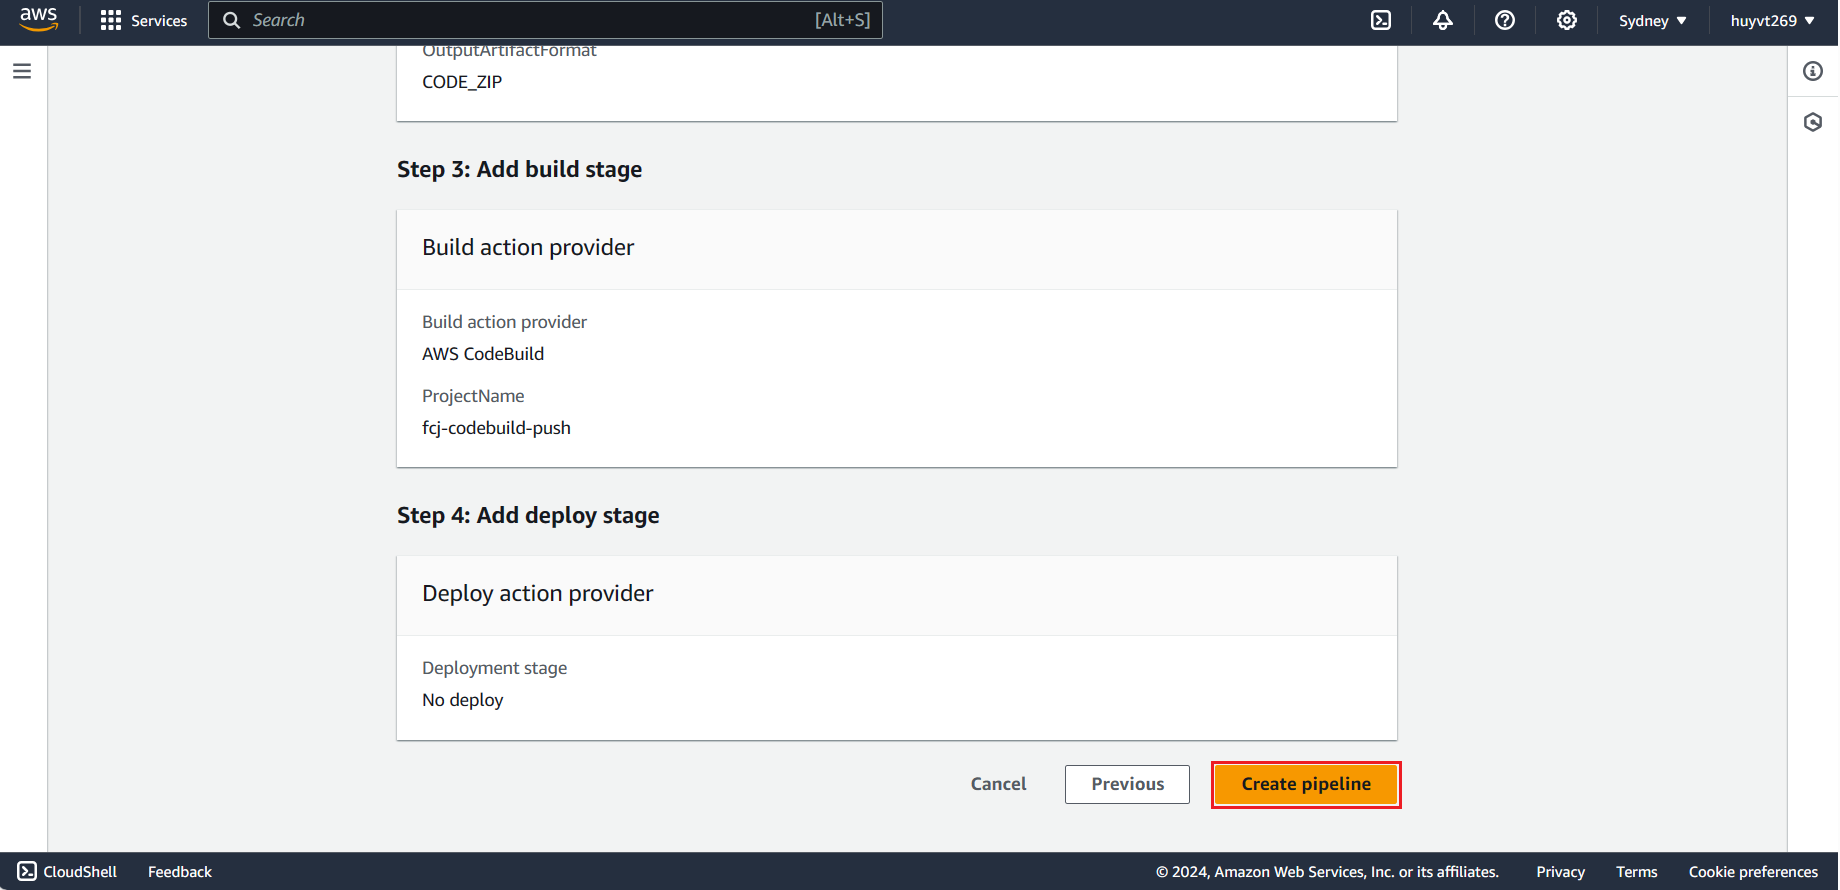 aws
Services
Search
[Alt+S]
Sydney
huyvt269
OutputArtifactFormat
CODE_ZIP
Step 3: Add build stage
Build action provider
Build action provider
AWS CodeBuild
ProjectName
fcj-codebuild-push
Step 4: Add deploy stage
Deploy action provider
Deployment stage
No deploy
Cancel
Previous
Create pipeline
CloudShell
Feedback
© 2024, Amazon Web Services, Inc. or its affiliates.
Privacy
Terms
Cookie preferences